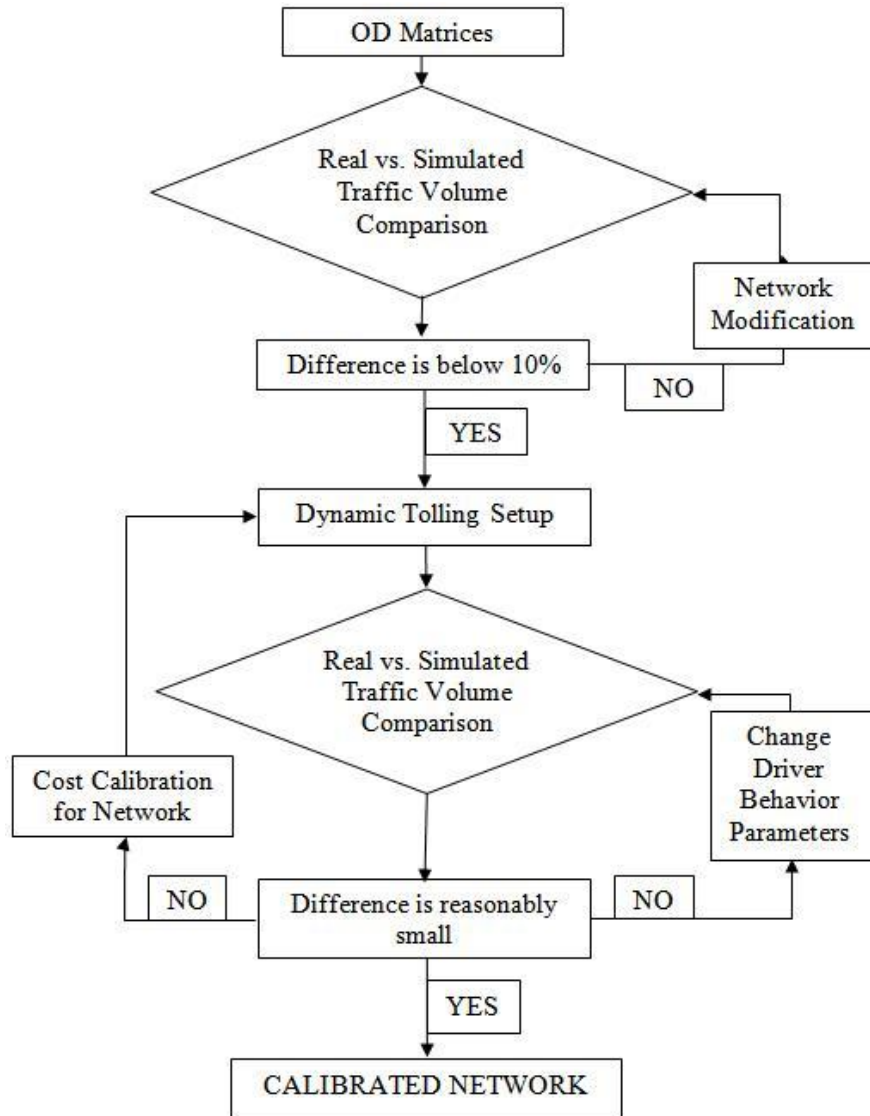 OD Matrices
Real vs. Simulated
Traffic Volume
Comparison
Network
Modification
Difference is below 10%
NO
YES
Dynamic Tolling Setup
Real vs. Simulated
Traffic Volume
Comparison
Change
Driver
Behavior
Parameters
Cost Calibration
for Network
NO
Difference is reasonably
small
NO
YES
CALIBRATED NETWORK